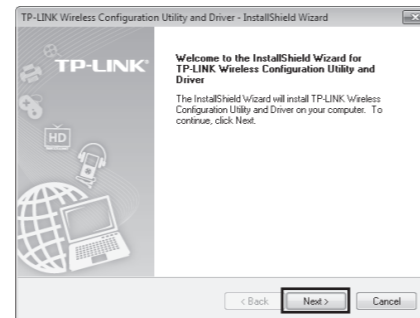 TP-LINK Wireless Configuration Utility and Driver - InstallShield Wizard
TP-LINK®
HD
Welcome to the InstallShield Wizard for
TP-LINK Wireless Configuration Utility and
Driver
The InstallShield Wizard will install TP-LINK Wireless
Configuration Utility and Driver on your computer. To
continue, click Next.
< Back
Next >
Cancel